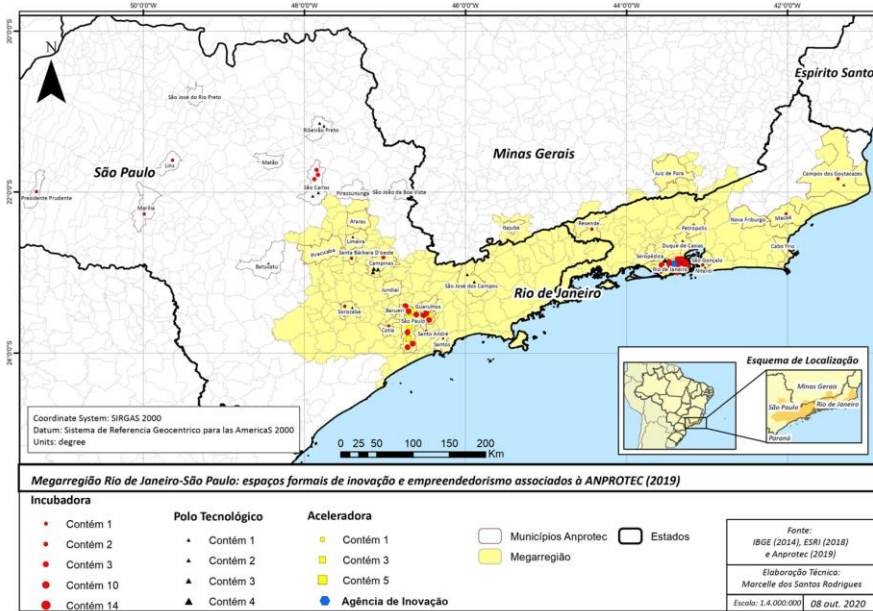 50°0'0"
48°0'0"S
46°0'0"
44°0'0"
42°0'0"
20°0'0"S
N
Espírito Santo
São José do Rio Preto
Ribeirão Preto
Minas Gerais
São Paulo
Lins
Matão
São Carlos
Pirassununga
São João da Boa Vista
Presidente Prudente
Marília
22°0'0"S
Juiz de Fora
Campos dos Goytacazes
Araras
Limeira
Itajubá
Resende
Petrópolis
Nova Friburgo
Macaé
Piracicaba
Santa Bárbara D'oeste
Duque de Caxias
Botucatu
Campinas
Seropédica
São Gonçalo
Cabo Frio
Rio de Janeiro
Niterói
São José dos Campos
Jundiaí
Rio de Janeiro
Sorocaba
Barueri
Guarulhos
São Paulo
Cotia
Santo André
Santos
24°0'0"S
Esquema de Localização
Minas Gerais
São Paulo
Rio de Janeiro
Paraná
Coordinate System: SIRGAS 2000
Datum: Sistema de Referencia Geocentrico para las AmericaS 2000
Units: degree
0 25 50 100 150 200
Km
Megarregião Rio de Janeiro-São Paulo: espaços formais de inovação e empreendedorismo associados à ANPROTEC (2019)
Incubadora
Contém 1
Contém 2
Contém 3
Contém 10
Contém 14
Polo Tecnológico
Contém 1
Contém 2
Contém 3
Contém 4
Aceleradora
Contém 1
Contém 3
Contém 5
Agência de Inovação
Municípios Anprotec
Megarregião
Estados
Fonte:
IBGE (2014), ESRI (2018)
e Anprotec (2019)
Elaboração Técnica:
Marcelle dos Santos Rodrigues
Escala: 1.4.000:000
08 out. 2020